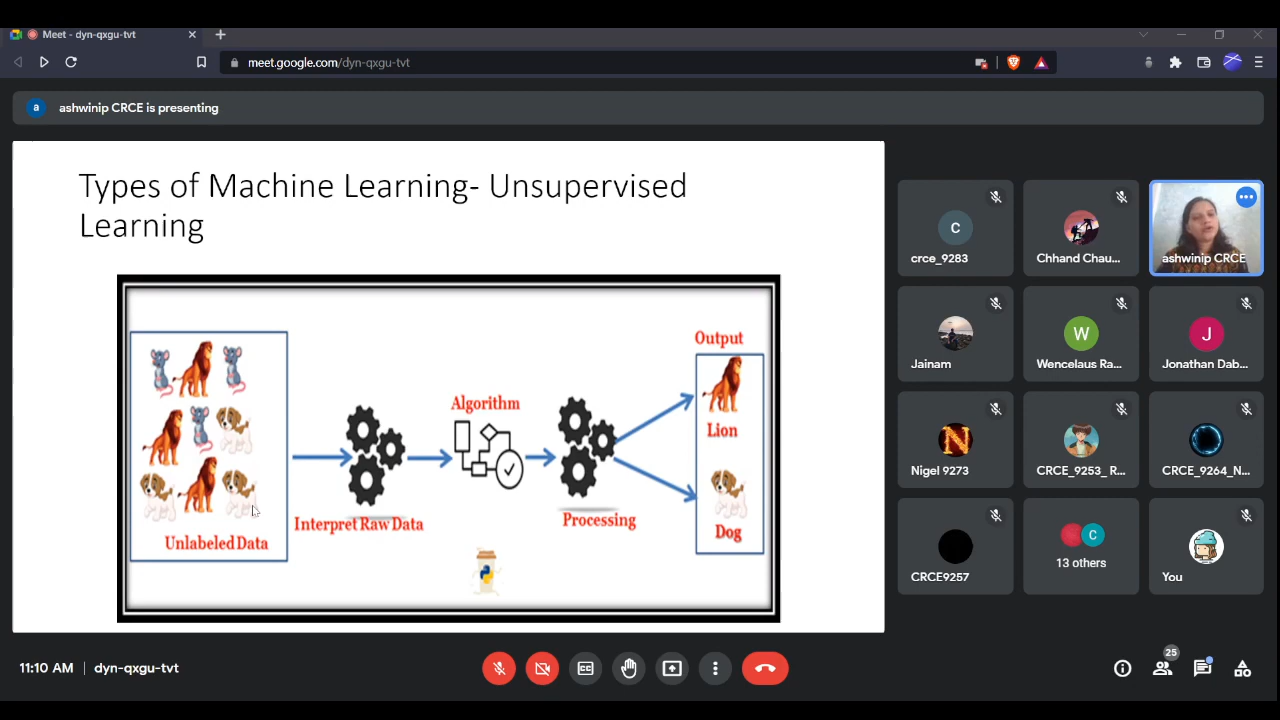 Meet - dyn-qxgu-tvt
meet.google.com/dyn-qxgu-tvt
a
ashwinip CRCE is presenting
Types of Machine Learning- Unsupervised
Learning
Unlabeled Data
Interpret Raw Data
Algorithm
Processing
Output
Lion
Dog
C
crce_9283
Chhand Chau...
ashwinip CRCE
Jainam
W
Wencelaus Ra...
J
Jonathan Dab...
N
Nigel 9273
CRCE_9253_R...
CRCE_9264_N...
CRCE9257
C
13 others
You
11:10 AM
dyn-qxgu-tvt
25